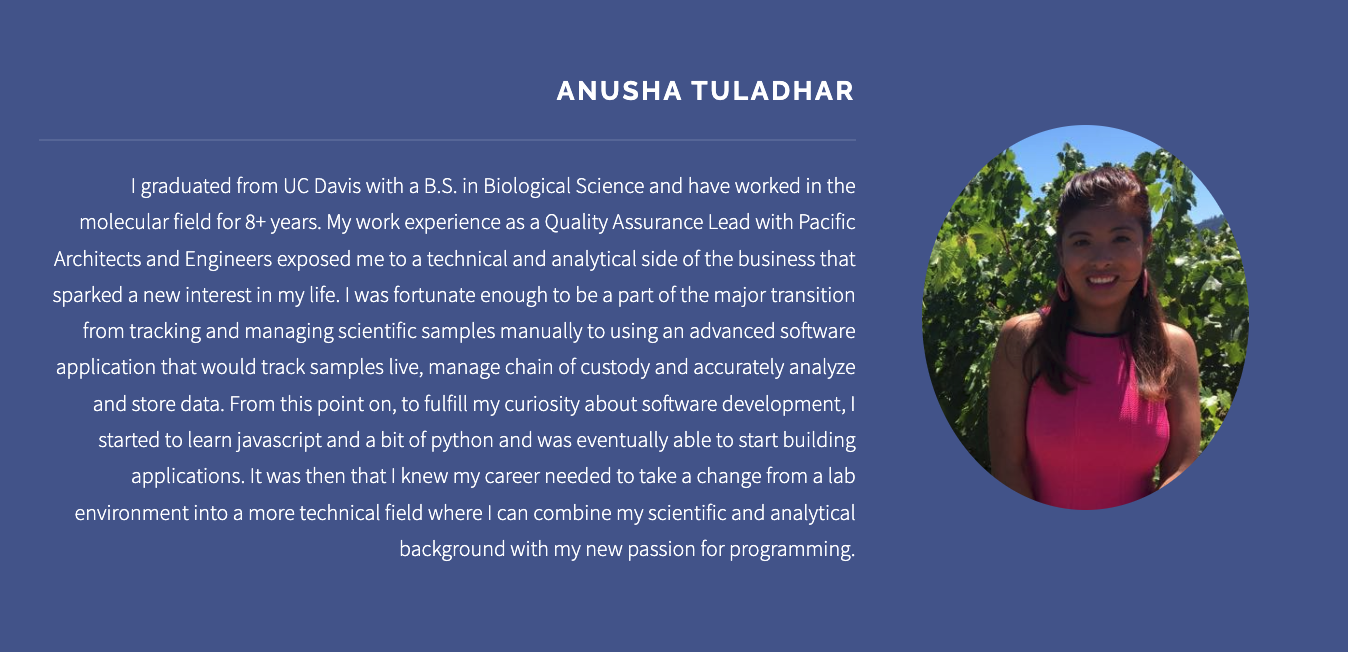 ANUSHA TULADHAR
I graduated from UC Davis with a B.S. in Biological Science and have worked in the
molecular field for 8+ years. My work experience as a Quality Assurance Lead with Pacific
Architects and Engineers exposed me to a technical and analytical side of the business that
sparked a new interest in my life. I was fortunate enough to be a part of the major transition
from tracking and managing scientific samples manually to using an advanced software
application that would track samples live, manage chain of custody and accurately analyze
and store data. From this point on, to fulfill my curiosity about software development, I
started to learn javascript and a bit of python and was eventually able to start building
applications. It was then that I knew my career needed to take a change from a lab
environment into a more technical field where I can combine my scientific and analytical
background with my new passion for programming.